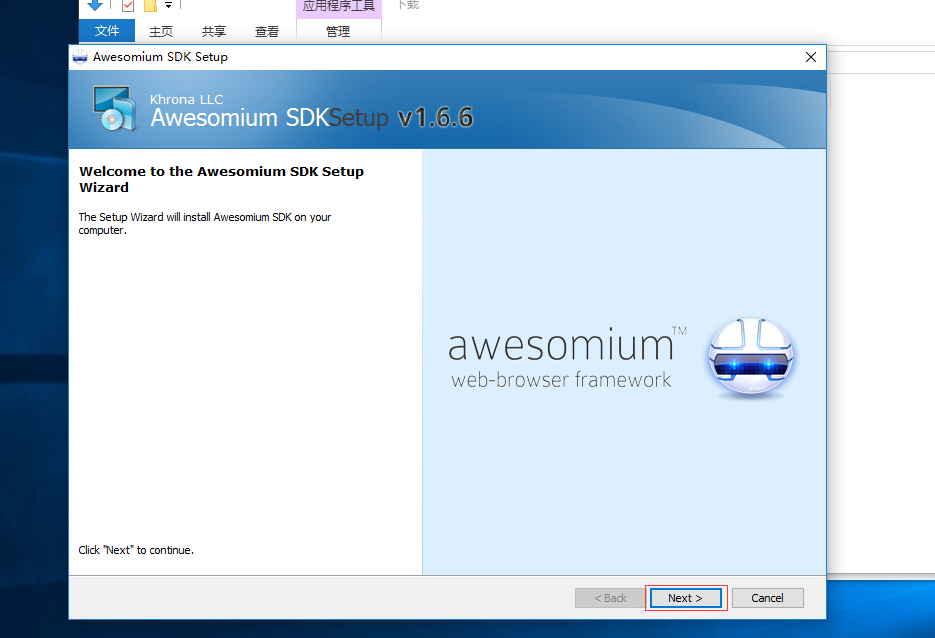 应用程序工具 下载
文件 主页 共享 查看 管理
Awesomium SDK Setup
Khrona LLC
Awesomium SDKSetup v1.6.6
Welcome to the Awesomium SDK Setup
Wizard
The Setup Wizard will install Awesomium SDK on your
computer.
awesomium™
web-browser framework
Click "Next" to continue.
< Back Next > Cancel